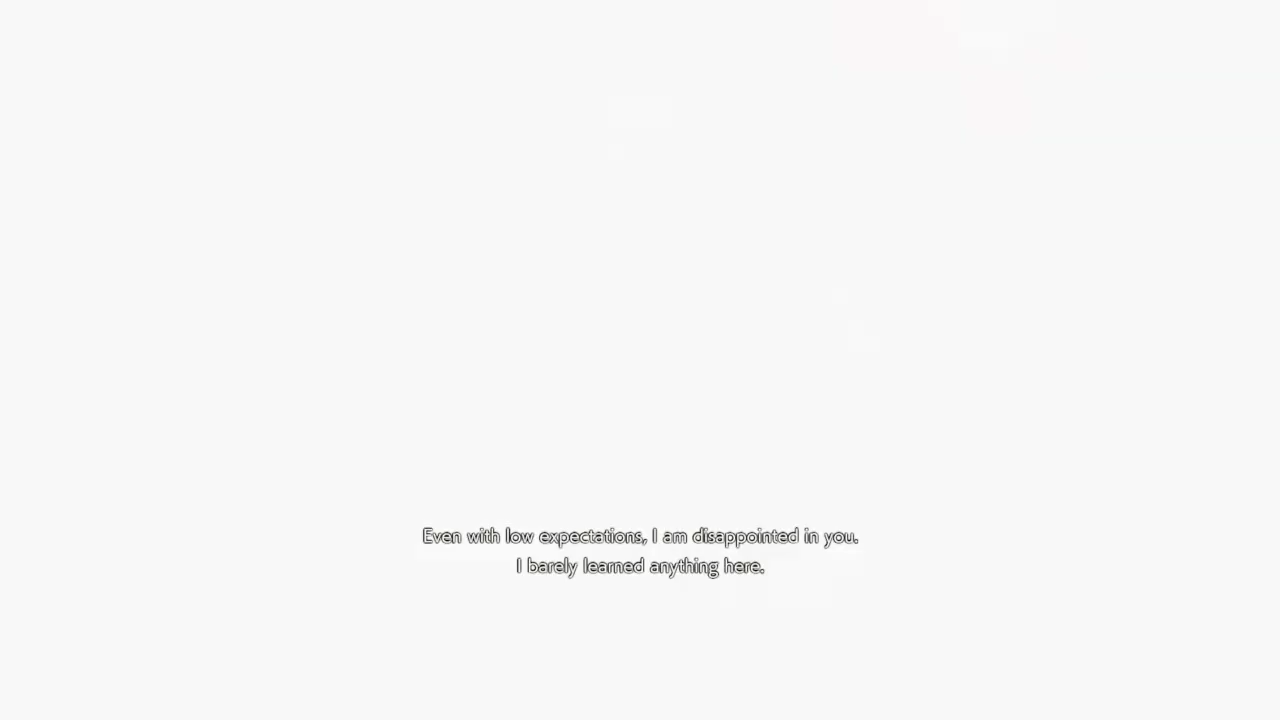 Even with low expectations, I am disappointed in you.
I barely learned anything here.